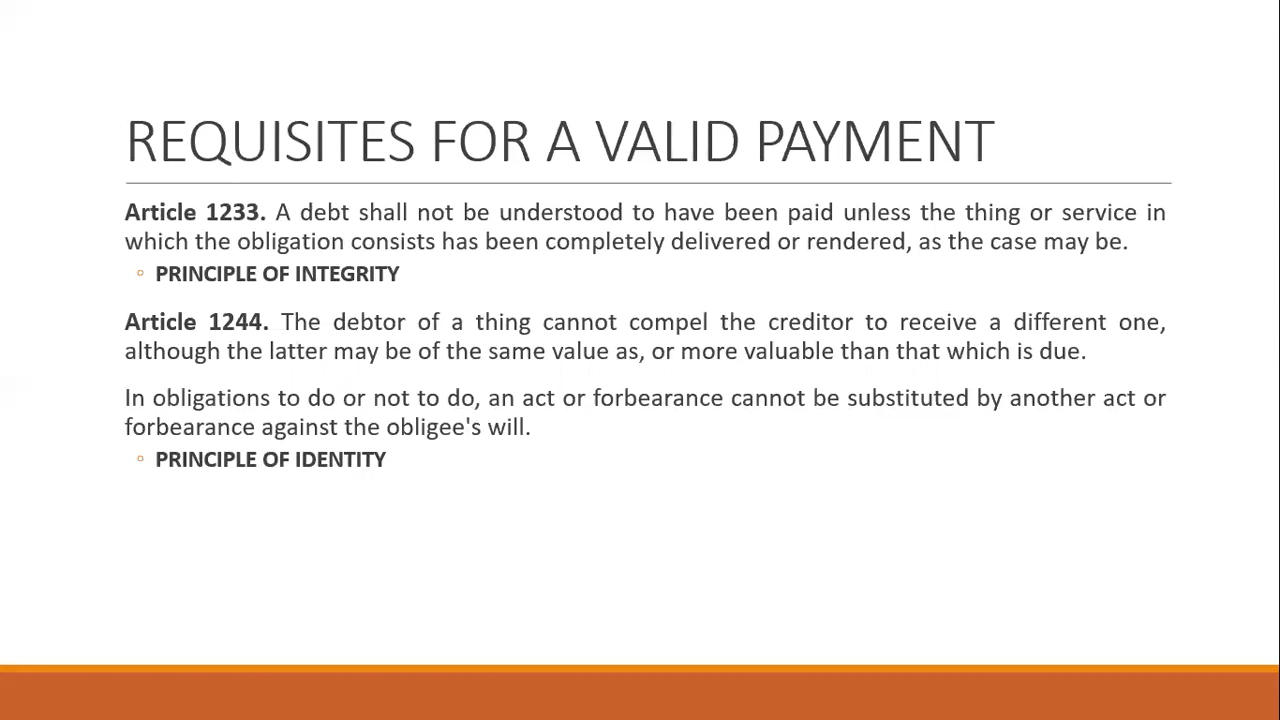 REQUISITES FOR A VALID PAYMENT
Article 1233. A debt shall not be understood to have been paid unless the thing or service in
which the obligation consists has been completely delivered or rendered, as the case may be.
◦ PRINCIPLE OF INTEGRITY
Article 1244. The debtor of a thing cannot compel the creditor to receive a different one,
although the latter may be of the same value as, or more valuable than that which is due.
In obligations to do or not to do, an act or forbearance cannot be substituted by another act or
forbearance against the obligee's will.
◦ PRINCIPLE OF IDENTITY